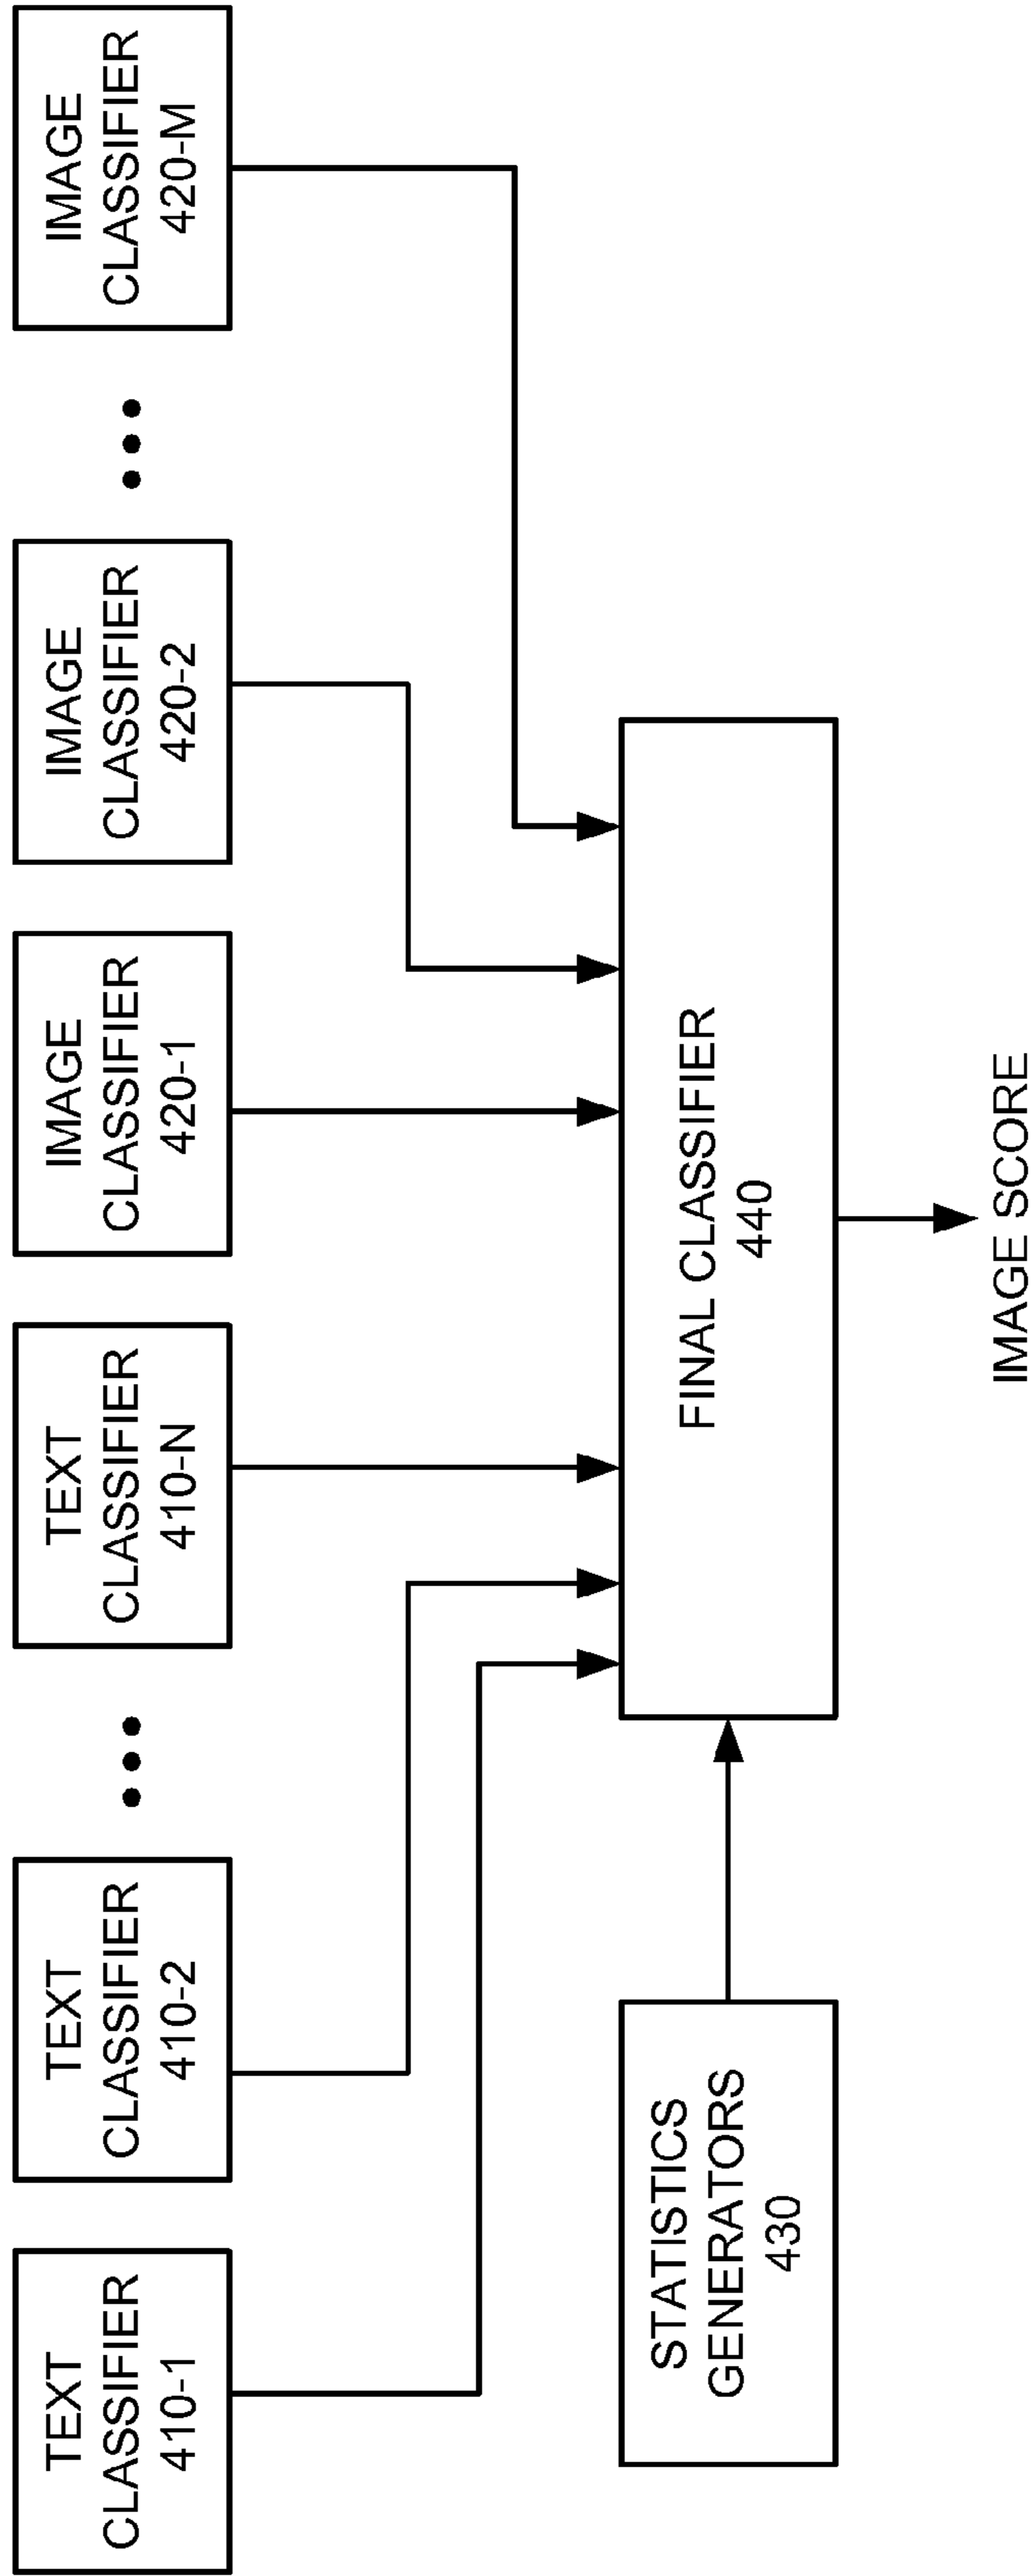 TEXT
CLASSIFIER
410-1
TEXT
CLASSIFIER
410-2
TEXT
CLASSIFIER
410-N
IMAGE
CLASSIFIER
420-1
IMAGE
CLASSIFIER
420-2
IMAGE
CLASSIFIER
420-M
STATISTICS
GENERATORS
430
FINAL CLASSIFIER
440
IMAGE SCORE